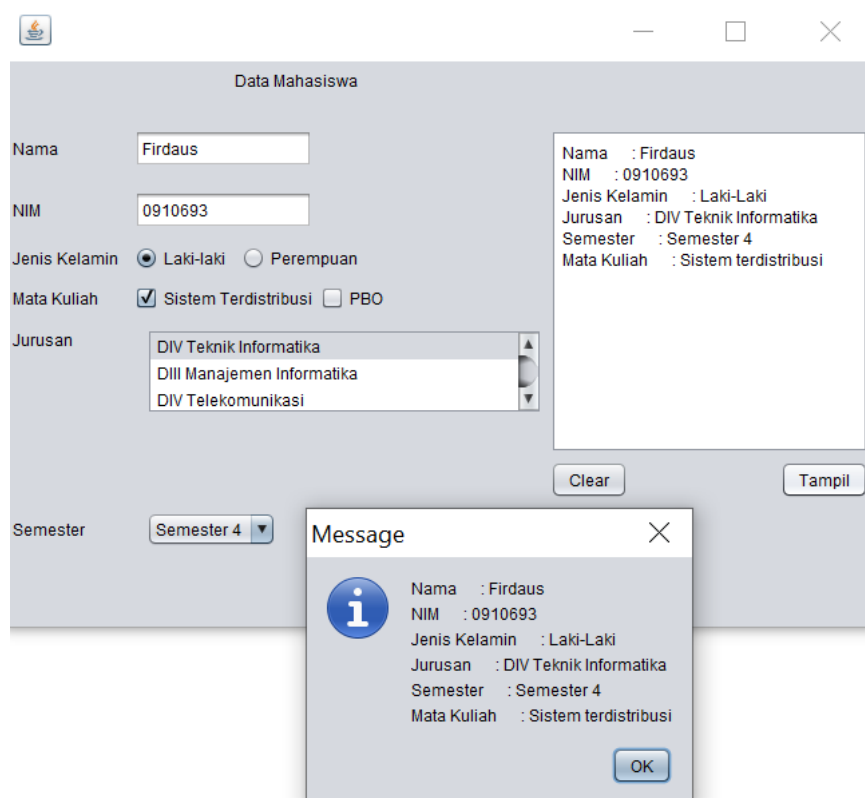 Data Mahasiswa
Nama Firdaus
NIM 0910693
Jenis Kelamin Laki-laki Perempuan
Mata Kuliah Sistem Terdistribusi PBO
Jurusan
DIV Teknik Informatika
DIII Manajemen Informatika
DIV Telekomunikasi
Semester Semester 4
Nama : Firdaus
NIM : 0910693
Jenis Kelamin : Laki-Laki
Jurusan : DIV Teknik Informatika
Semester : Semester 4
Mata Kuliah : Sistem terdistribusi
Clear Tampil
Message
Nama : Firdaus
NIM : 0910693
Jenis Kelamin : Laki-Laki
Jurusan : DIV Teknik Informatika
Semester : Semester 4
Mata Kuliah : Sistem terdistribusi
OK